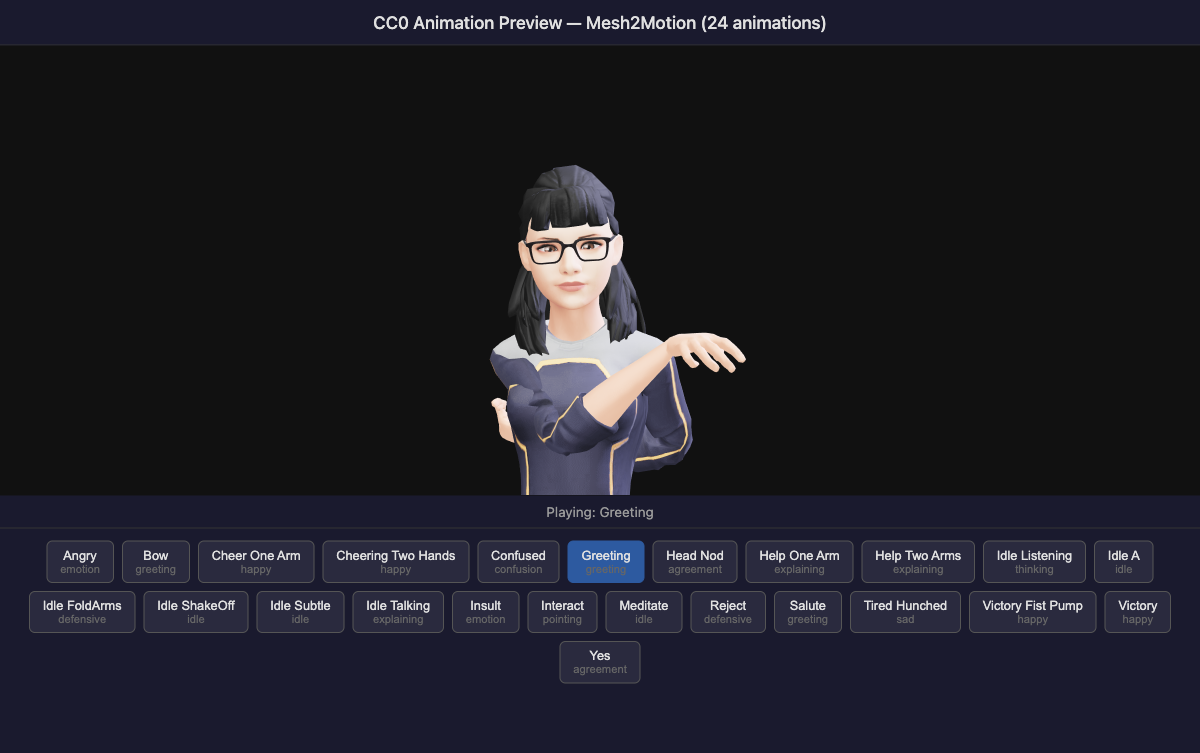 CC0 Animation Preview — Mesh2Motion (24 animations)
Playing: Greeting
Angry
emotion
Bow
greeting
Cheer One Arm
happy
Cheering Two Hands
happy
Confused
confusion
Greeting
greeting
Head Nod
agreement
Help One Arm
explaining
Help Two Arms
explaining
Idle Listening
thinking
Idle A
idle
Idle FoldArms
defensive
Idle ShakeOff
idle
Idle Subtle
idle
Idle Talking
explaining
Insult
emotion
Interact
pointing
Meditate
idle
Reject
defensive
Salute
greeting
Tired Hunched
sad
Victory Fist Pump
happy
Victory
happy
Yes
agreement